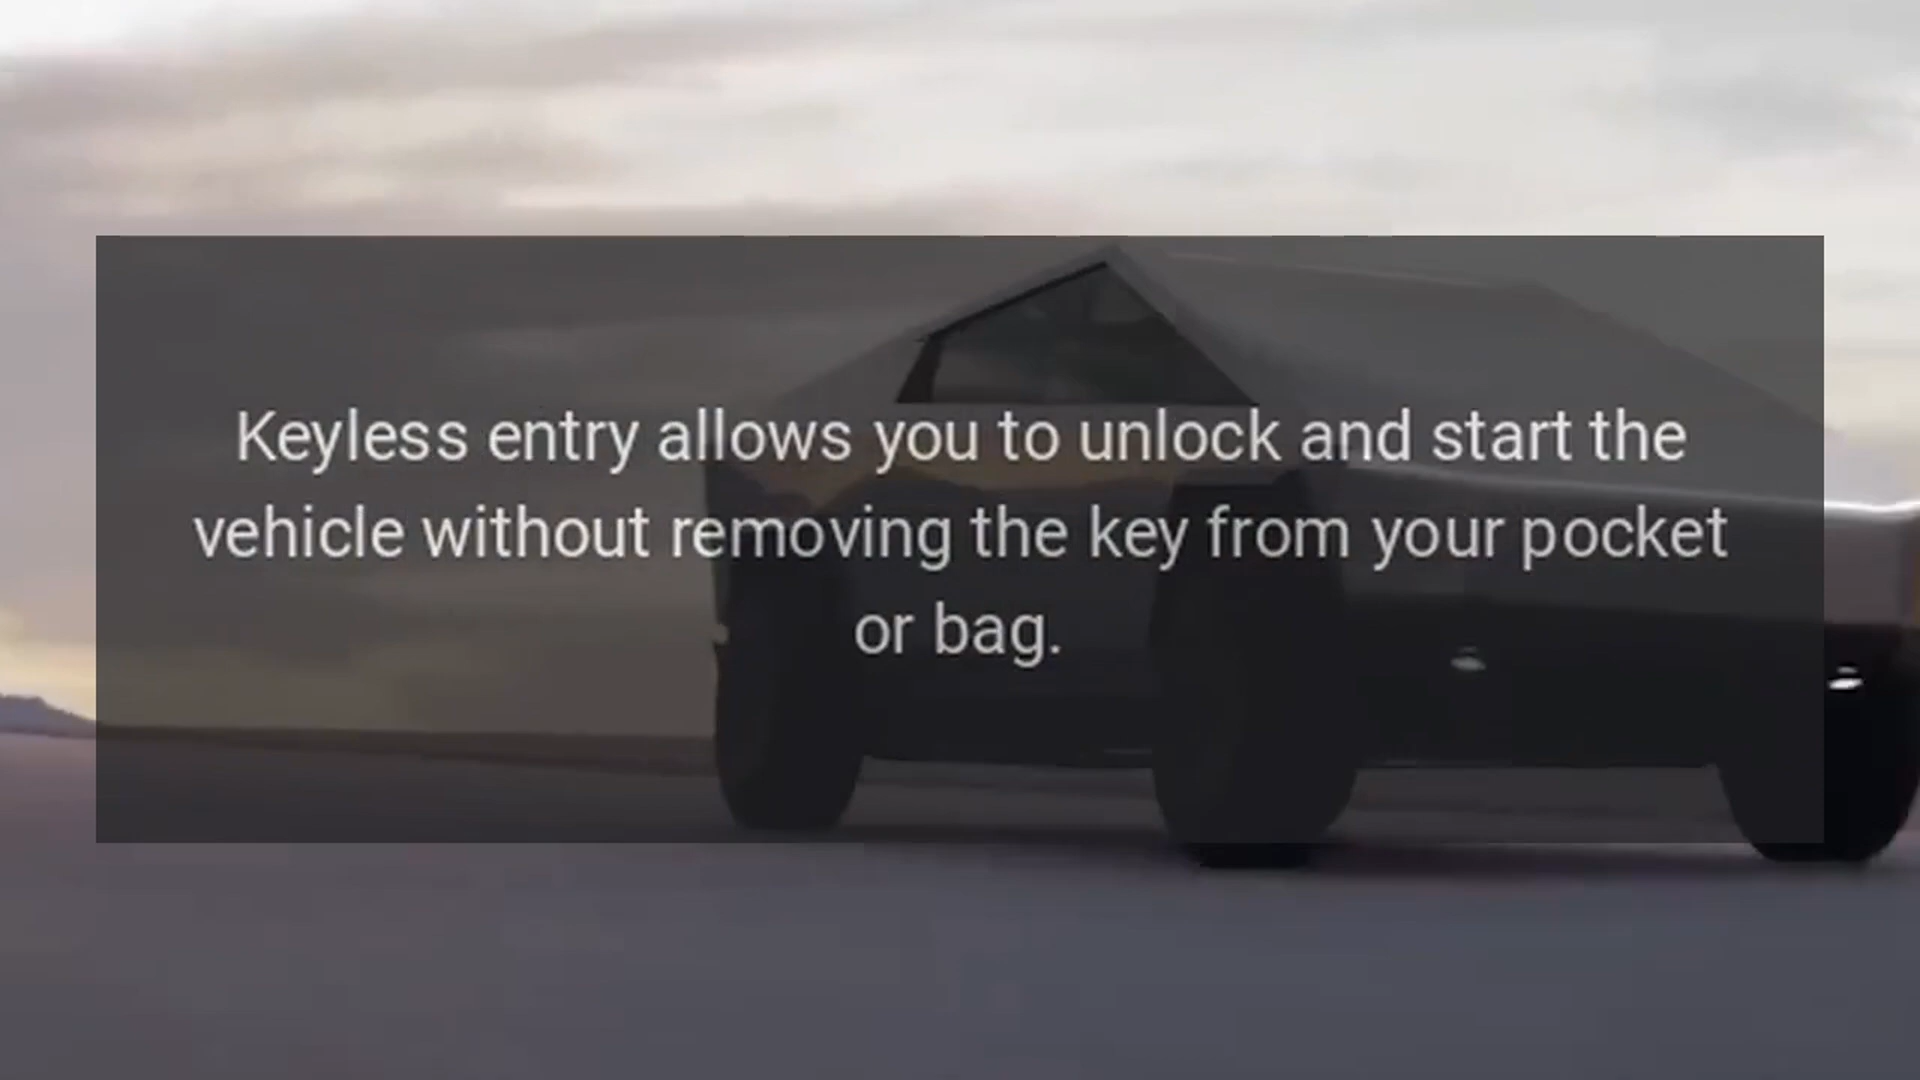 Keyless entry allows you to unlock and start the
vehicle without removing the key from your pocket
or bag.